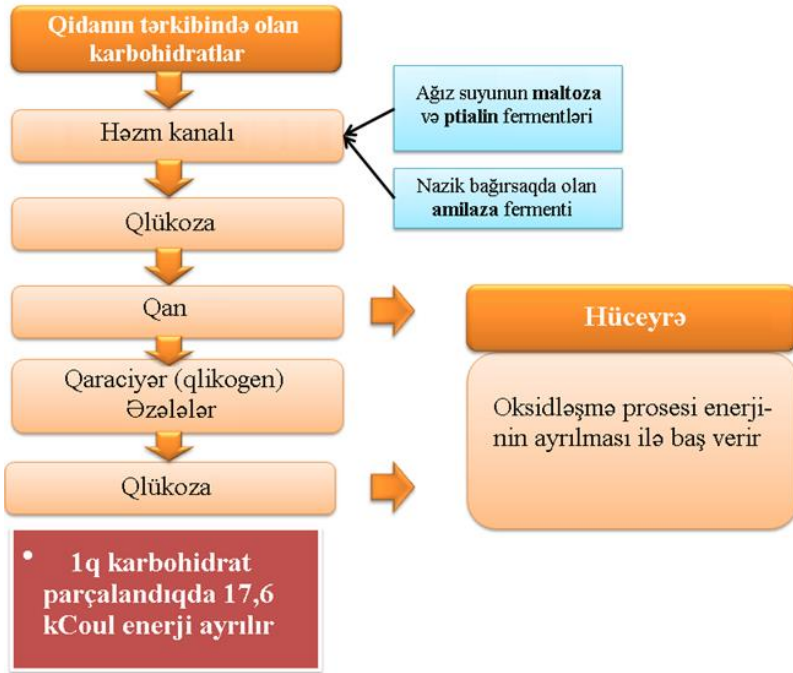 Qidanın tərkibində olan
karbohidratlar
Həzm kanalı
Ağız suyunun maltoza
və ptialin fermentləri
Nazik bağırsaqda olan
amilaza fermenti
Qlükoza
Qan
Qaraciyər (qlikogen)
Əzələlər
Qlükoza
Hüceyrə
Oksidləşmə prosesi enerji-
nin ayrılması ilə baş verir
• 1q karbohidrat
parçalandıqda 17,6
kCoul enerji ayrılır